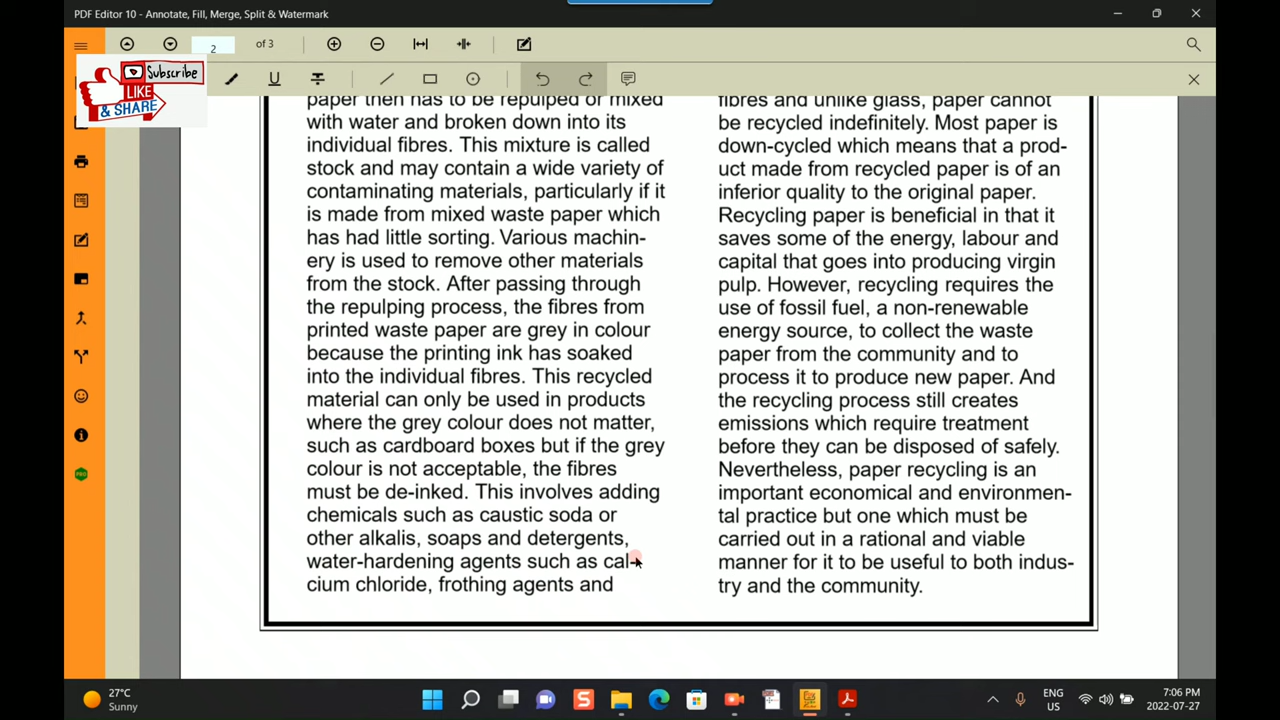 PDF Editor 10 - Annotate, Fill, Merge, Split & Watermark
2 of 3
Subscribe
LIKE
& SHARE
paper then has to be repulped or mixed
with water and broken down into its
individual fibres. This mixture is called
stock and may contain a wide variety of
contaminating materials, particularly if it
is made from mixed waste paper which
has had little sorting. Various machin-
ery is used to remove other materials
from the stock. After passing through
the repulping process, the fibres from
printed waste paper are grey in colour
because the printing ink has soaked
into the individual fibres. This recycled
material can only be used in products
where the grey colour does not matter,
such as cardboard boxes but if the grey
colour is not acceptable, the fibres
must be de-inked. This involves adding
chemicals such as caustic soda or
other alkalis, soaps and detergents,
water-hardening agents such as cal-
cium chloride, frothing agents and
fibres and unlike glass, paper cannot
be recycled indefinitely. Most paper is
down-cycled which means that a prod-
uct made from recycled paper is of an
inferior quality to the original paper.
Recycling paper is beneficial in that it
saves some of the energy, labour and
capital that goes into producing virgin
pulp. However, recycling requires the
use of fossil fuel, a non-renewable
energy source, to collect the waste
paper from the community and to
process it to produce new paper. And
the recycling process still creates
emissions which require treatment
before they can be disposed of safely.
Nevertheless, paper recycling is an
important economical and environmen-
tal practice but one which must be
carried out in a rational and viable
manner for it to be useful to both indus-
try and the community.
27°C
Sunny
ENG
US
7:06 PM
2022-07-27